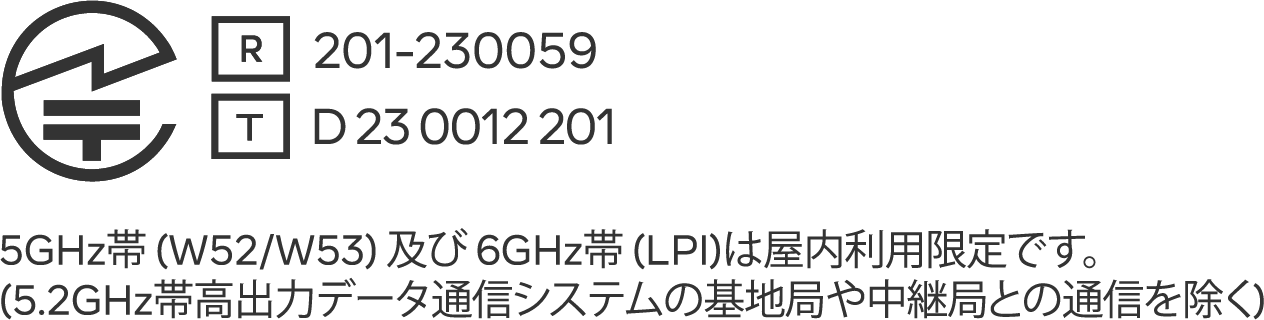 R 201-230059
T D 23 0012 201
5GHz帯 (W52/W53) 及び 6GHz帯 (LPI)は屋内利用限定です。
(5.2GHz帯高出力データ通信システムの基地局や中継局との通信を除く)